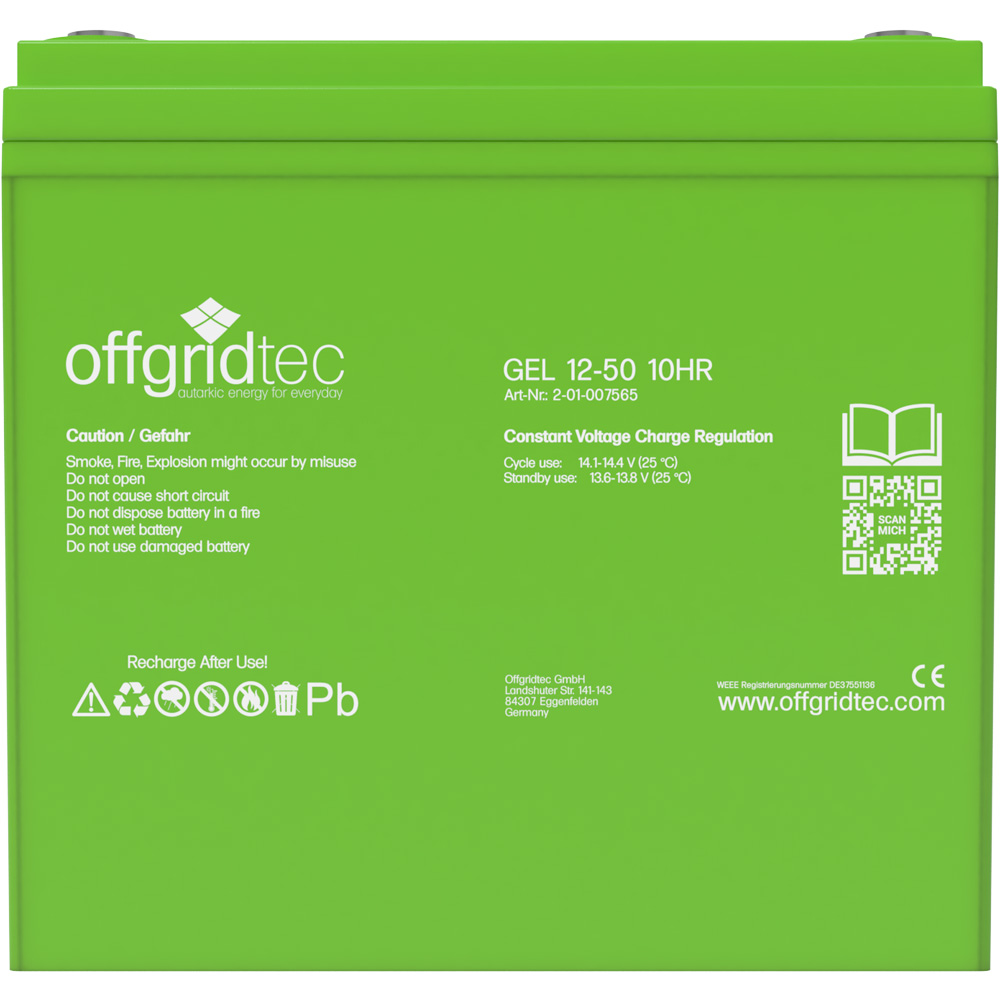 offgridtec
autarkic energy for everyday
Caution / Gefahr
Smoke, Fire, Explosion might occur by misuse
Do not open
Do not cause short circuit
Do not dispose battery in a fire
Do not wet battery
Do not use damaged battery
Recharge After Use!
Pb
GEL 12-50 10HR
Art-Nr.: 2-01-007565
Constant Voltage Charge Regulation
Cycle use: 14.1-14.4 V (25 °C)
Standby use: 13.6-13.8 V (25 °C)
SCAN
MICH
Offgridtec GmbH
Landshuter Str. 141-143
84307 Eggenfelden
Germany
CE
WEEE Registrierungsnummer DE37551136
www.offgridtec.com